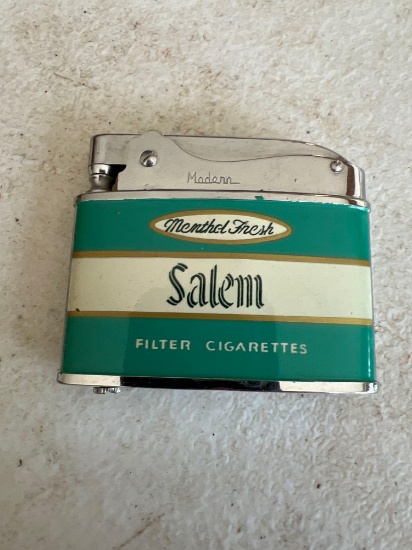 Modern
Menthol Fresh
Salem
FILTER CIGARETTES